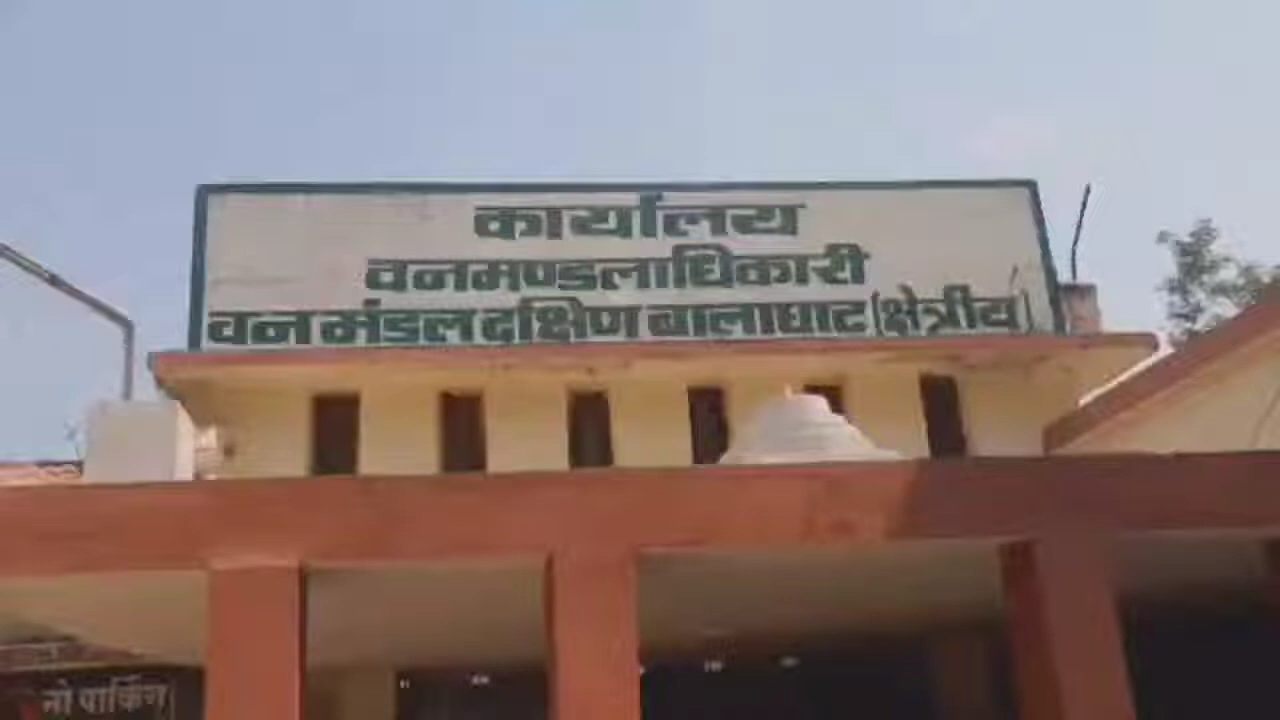 कार्यालय
वनमण्डलाधिकारी
वन मंडल दक्षिण बालाघाट (क्षेत्रीय)
नो पार्किंग